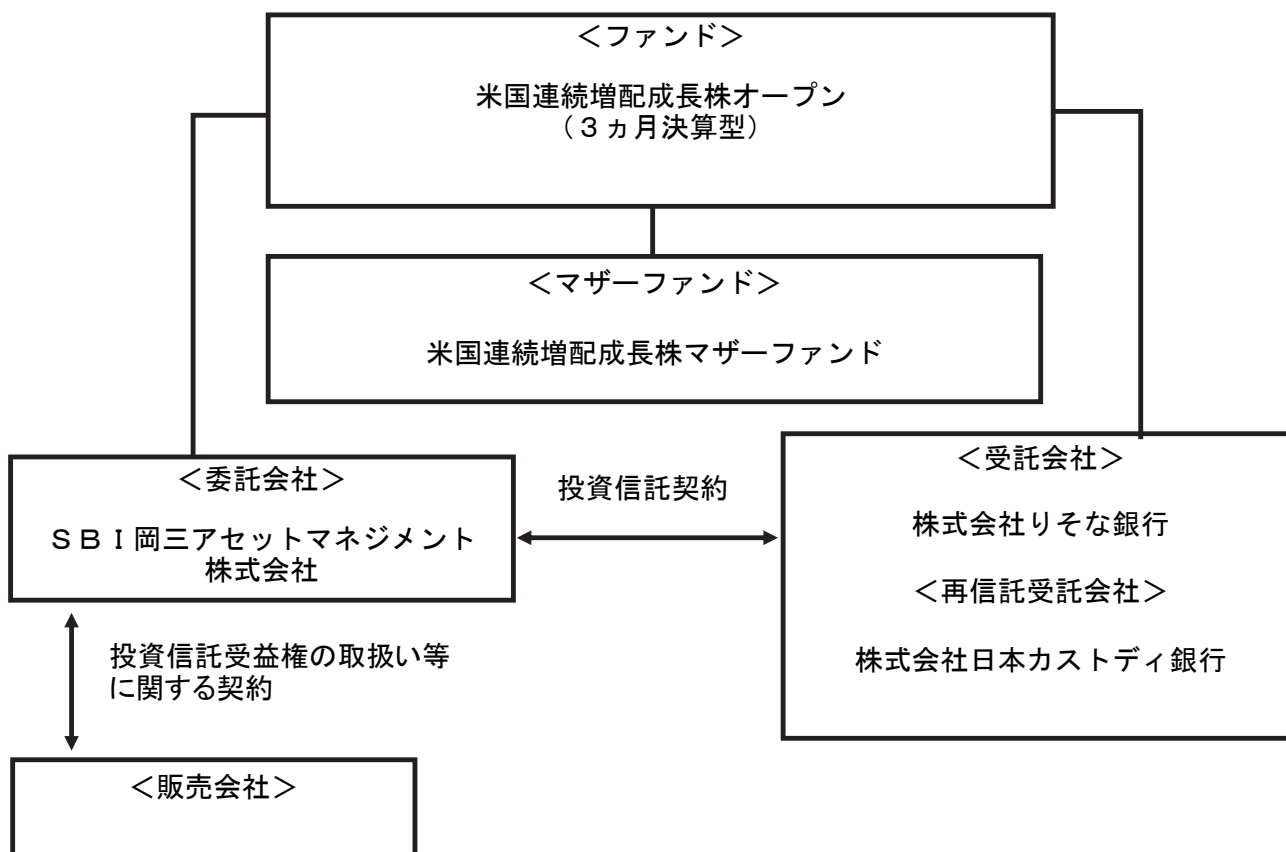 ＜ファンド＞
米国連続増配成長株オープン
（３ヵ月決算型）
＜マザーファンド＞
米国連続増配成長株マザーファンド
＜委託会社＞
ＳＢＩ岡三アセットマネジメント
株式会社
投資信託契約
＜受託会社＞
株式会社りそな銀行
＜再信託受託会社＞
株式会社日本カストディ銀行
投資信託受益権の取扱い等
に関する契約
＜販売会社＞